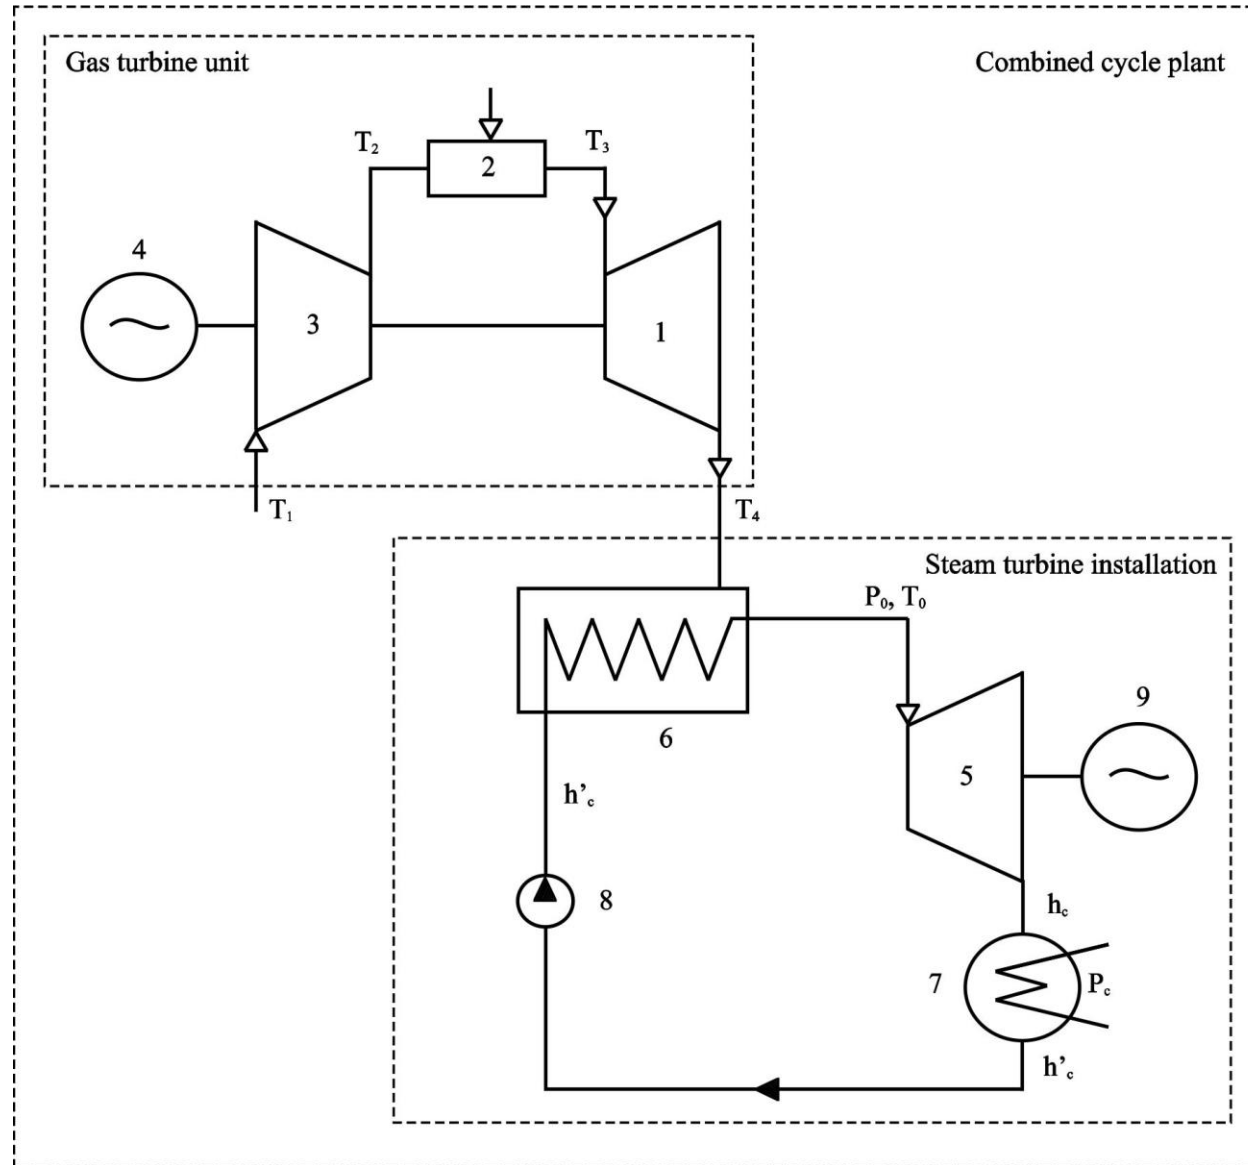 Gas turbine unit
Combined cycle plant
T₂
2
T₃
4
3
1
T₁
T₄
Steam turbine installation
P₀, T₀
6
9
5
h’c
8
hc
7
Pc
h’c